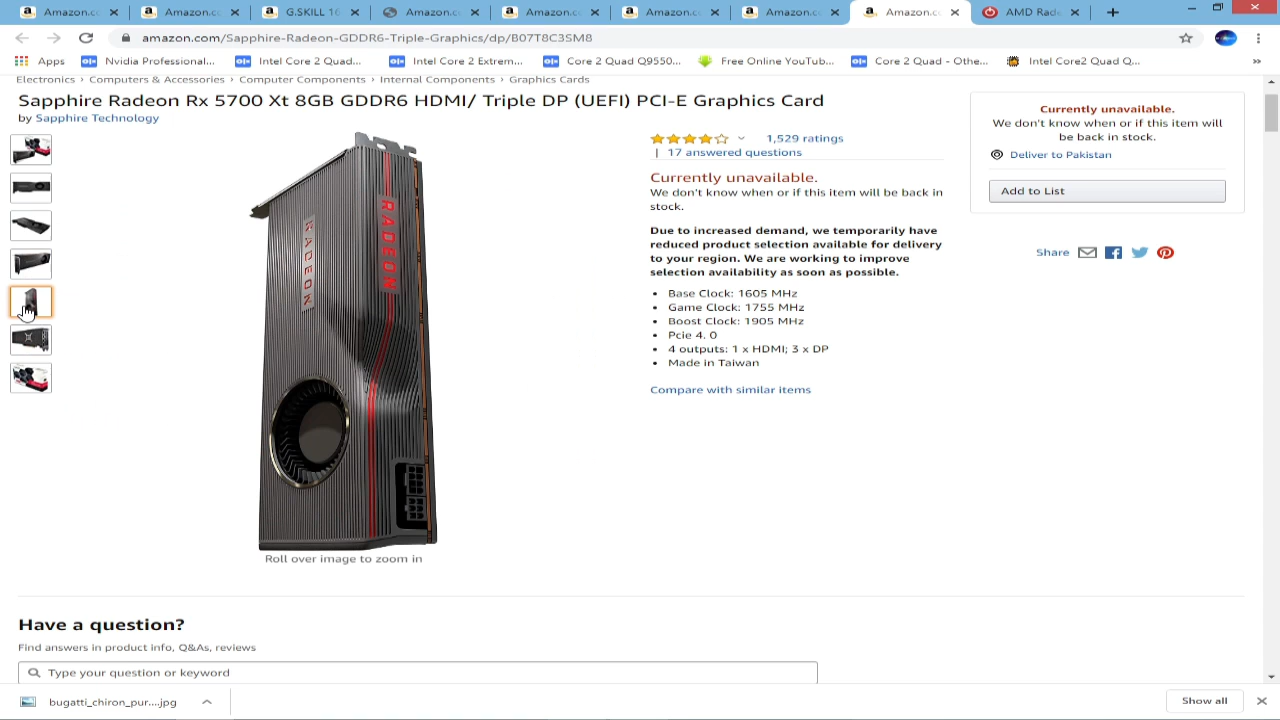 Amazon.cc
Amazon.cc
G.SKILL 16
Amazon.cc
Amazon.cc
Amazon.cc
Amazon.cc
Amazon.cc
AMD Rade
amazon.com/Sapphire-Radeon-GDDR6-Triple-Graphics/dp/B07T8C3SM8
Apps
Nvidia Professional...
Intel Core 2 Quad...
Intel Core 2 Extrem...
Core 2 Quad Q9550...
Free Online YouTub...
Core 2 Quad - Othe...
Intel Core2 Quad Q...
Electronics › Computers & Accessories › Computer Components › Internal Components › Graphics Cards
Sapphire Radeon Rx 5700 Xt 8GB GDDR6 HDMI/ Triple DP (UEFI) PCI-E Graphics Card
by Sapphire Technology
RADEON
RADEON
Roll over image to zoom in
1,529 ratings
| 17 answered questions
Currently unavailable.
We don't know when or if this item will be back in
stock.
Due to increased demand, we temporarily have
reduced product selection available for delivery
to your region. We are working to improve
selection availability as soon as possible.
• Base Clock: 1605 MHz
• Game Clock: 1755 MHz
• Boost Clock: 1905 MHz
• Pcie 4. 0
• 4 outputs: 1 x HDMI; 3 x DP
• Made in Taiwan
Compare with similar items
Currently unavailable.
We don't know when or if this item will
be back in stock.
Deliver to Pakistan
Add to List
Share
Have a question?
Find answers in product info, Q&As, reviews
Type your question or keyword
bugatti_chiron_pur....jpg
Show all